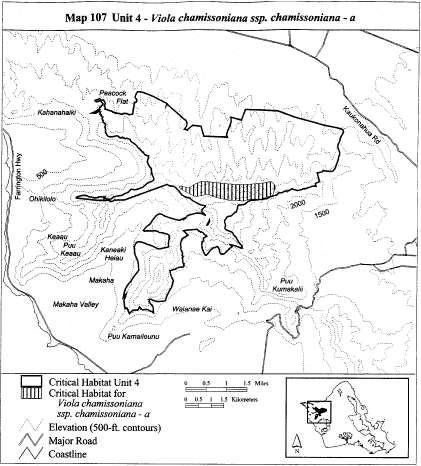 Map 107 Unit 4 - Viola chamissoniana ssp. chamissoniana - a
Peacock
Flat
Kahanahaiki
Kaukonahua Rd
Farrington Hwy
500
Ohikilolo
2000
1500
Keaau
Puu
Keaau
Kaneaki
Heiau
Makaha
Puu
Kumakalii
Makaha Valley
Waianae Kai
Puu Kamaileunu
Critical Habitat Unit 4
Critical Habitat for
Viola chamissoniana
ssp. chamissoniana - a
Elevation (500-ft. contours)
Major Road
Coastline
0 0.5 1 1.5 Miles
0 0.5 1 1.5 Kilometers
N